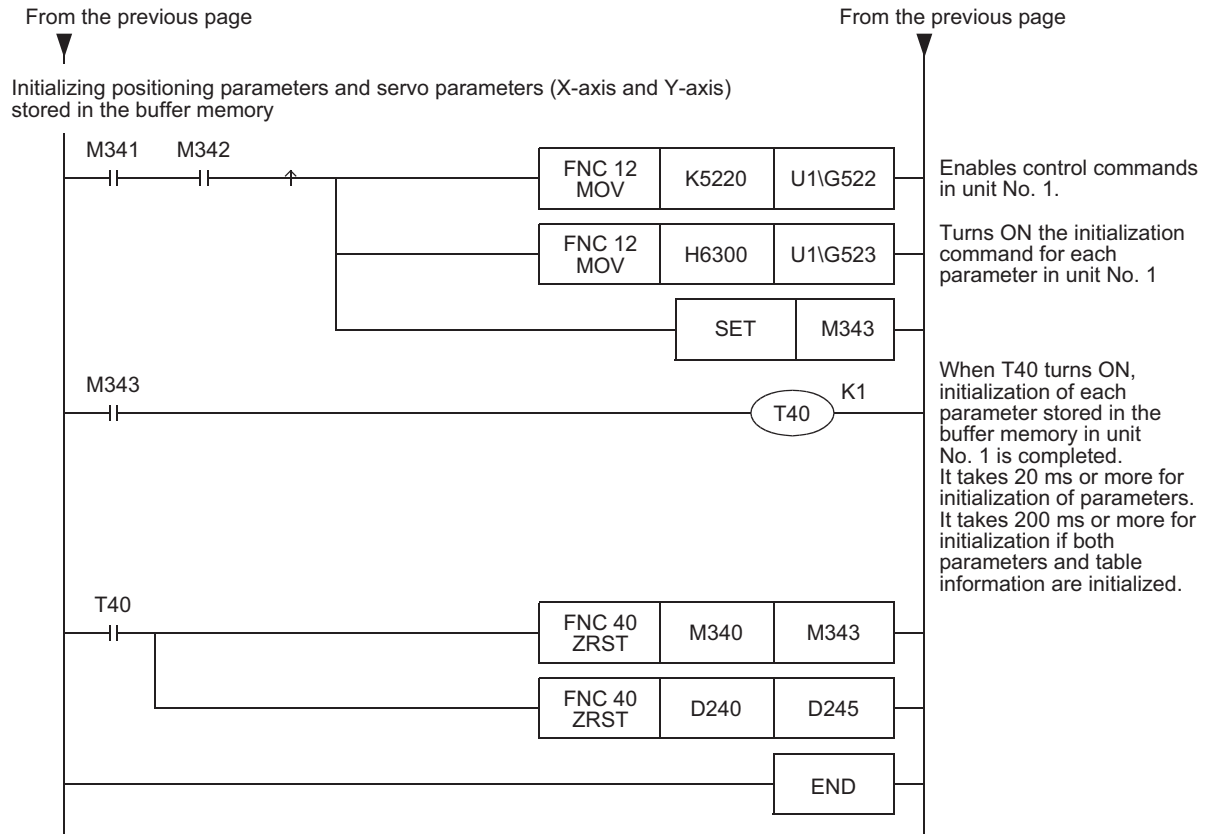 From the previous page
From the previous page
Initializing positioning parameters and servo parameters (X-axis and Y-axis)
stored in the buffer memory
M341
M342
FNC 12
MOV
K5220
U1\G522
Enables control commands
in unit No. 1.
FNC 12
MOV
H6300
U1\G523
Turns ON the initialization
command for each
parameter in unit No. 1
SET
M343
M343
T40
K1
When T40 turns ON,
initialization of each
parameter stored in the
buffer memory in unit
No. 1 is completed.
It takes 20 ms or more for
initialization of parameters.
It takes 200 ms or more for
initialization if both
parameters and table
information are initialized.
T40
FNC 40
ZRST
M340
M343
FNC 40
ZRST
D240
D245
END